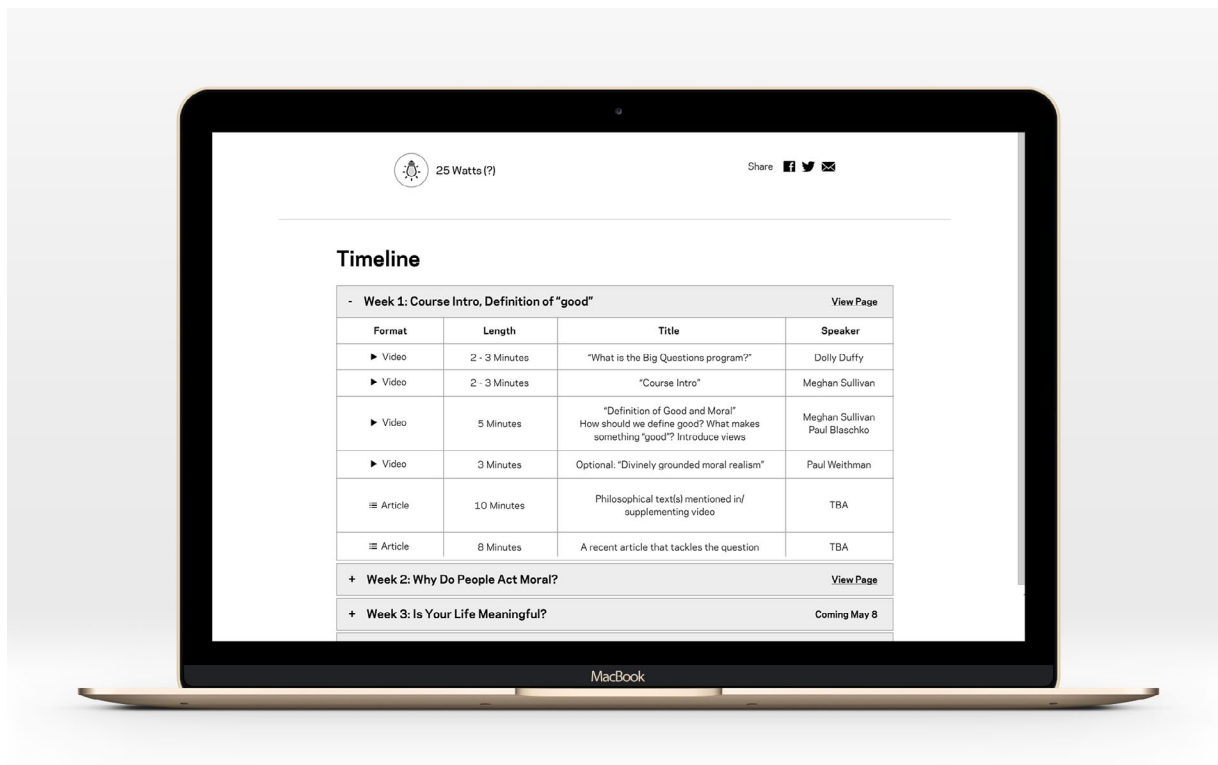 25 Watts (?)
Share
Timeline
- Week 1: Course Intro, Definition of “good”
View Page
Format Length Title Speaker
Video 2 - 3 Minutes “What is the Big Questions program?” Dolly Duffy
Video 2 - 3 Minutes “Course Intro” Meghan Sullivan
Video 5 Minutes
“Definition of Good and Moral”
How should we define good? What makes
something “good”? Introduce views
Meghan Sullivan
Paul Blaschko
Video 3 Minutes Optional: “Divinely grounded moral realism” Paul Weithman
Article 10 Minutes
Philosophical text(s) mentioned in/
supplementing video
TBA
Article 8 Minutes A recent article that tackles the question TBA
+ Week 2: Why Do People Act Moral?
View Page
+ Week 3: Is Your Life Meaningful?
Coming May 8
MacBook